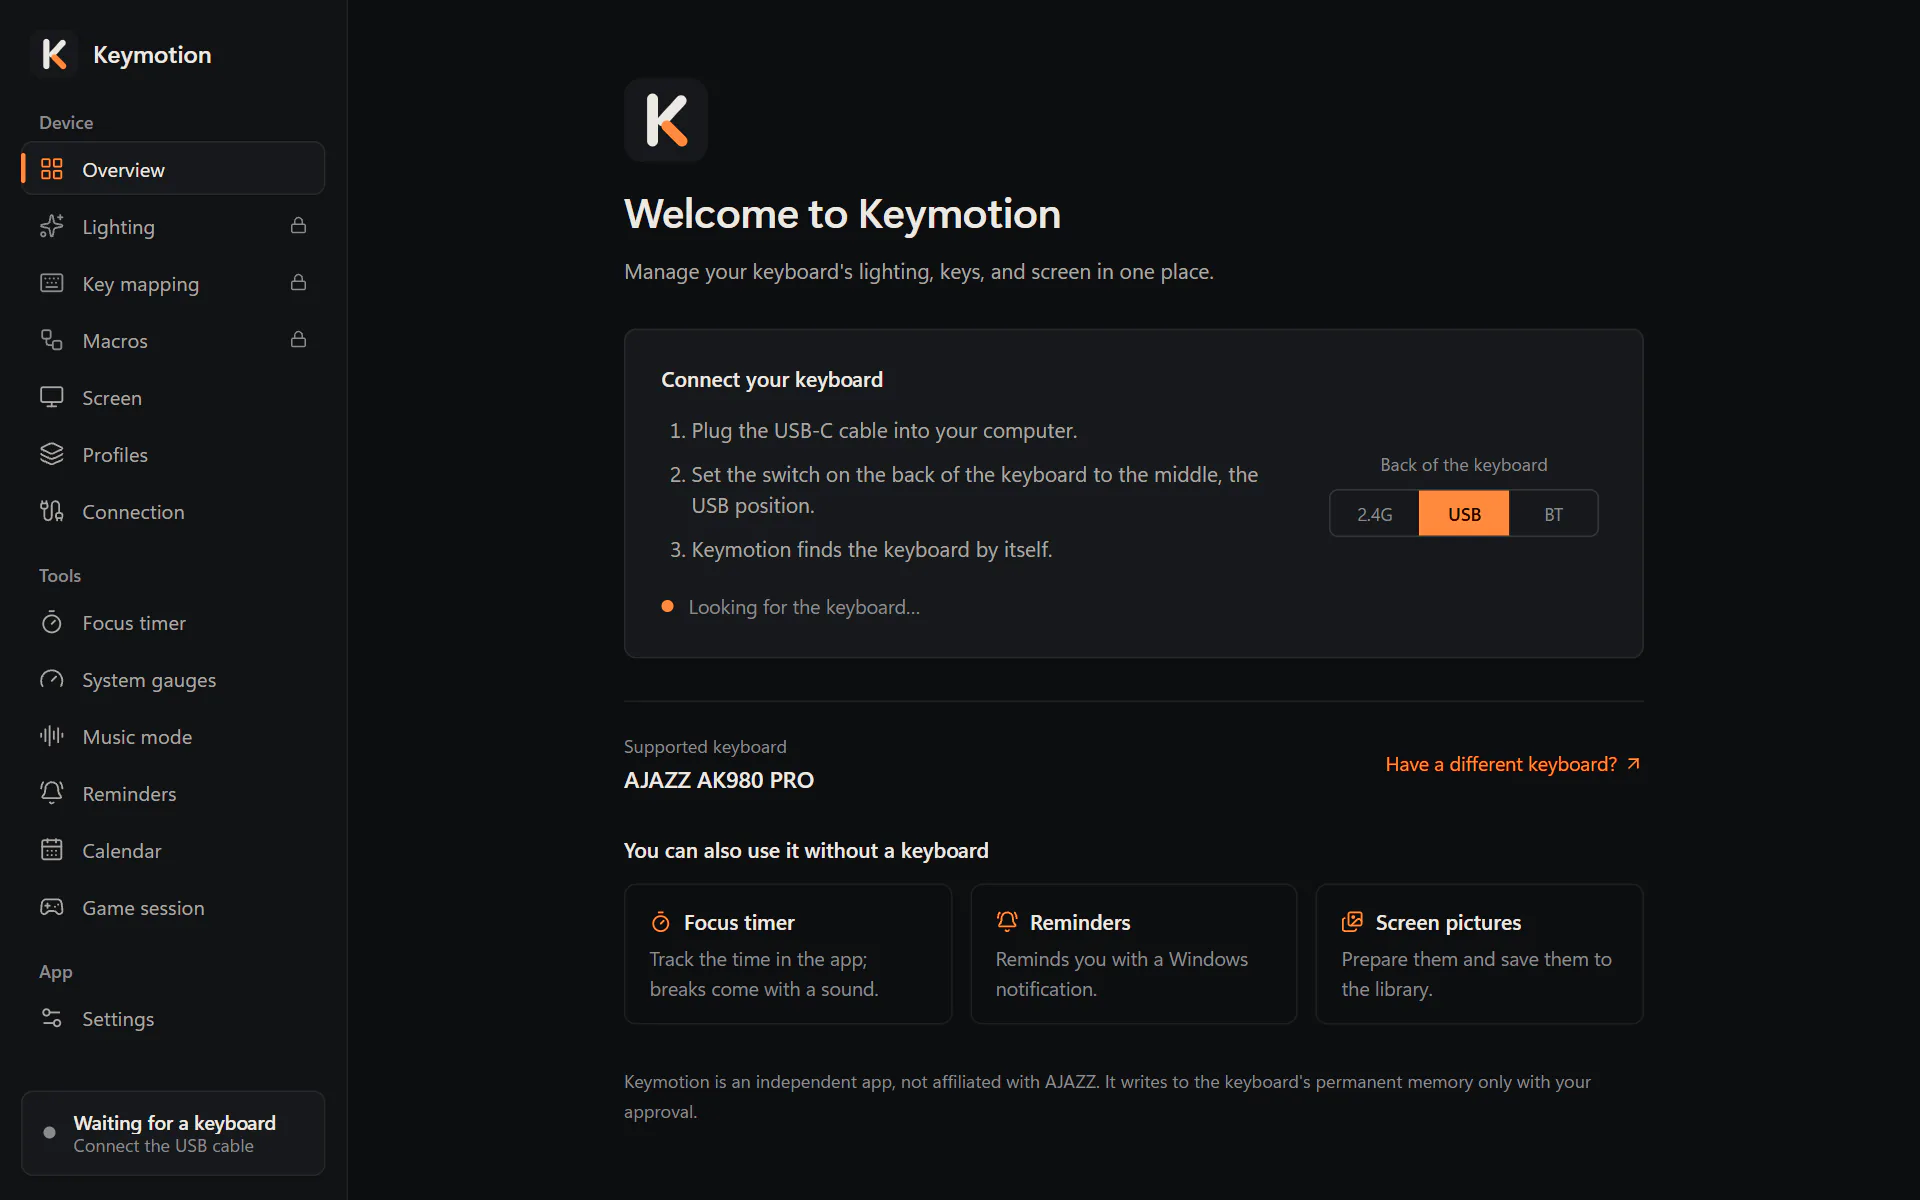 Keymotion
Device
Overview
Lighting
Key mapping
Macros
Screen
Profiles
Connection
Tools
Focus timer
System gauges
Music mode
Reminders
Calendar
Game session
App
Settings
Waiting for a keyboard
Connect the USB cable
Welcome to Keymotion
Manage your keyboard's lighting, keys, and screen in one place.
Connect your keyboard
1. Plug the USB-C cable into your computer.
2. Set the switch on the back of the keyboard to the middle, the
USB position.
3. Keymotion finds the keyboard by itself.
Looking for the keyboard...
Back of the keyboard
2.4G USB BT
Supported keyboard
AJAZZ AK980 PRO
Have a different keyboard?
You can also use it without a keyboard
Focus timer
Track the time in the app;
breaks come with a sound.
Reminders
Reminds you with a Windows
notification.
Screen pictures
Prepare them and save them to
the library.
Keymotion is an independent app, not affiliated with AJAZZ. It writes to the keyboard's permanent memory only with your
approval.